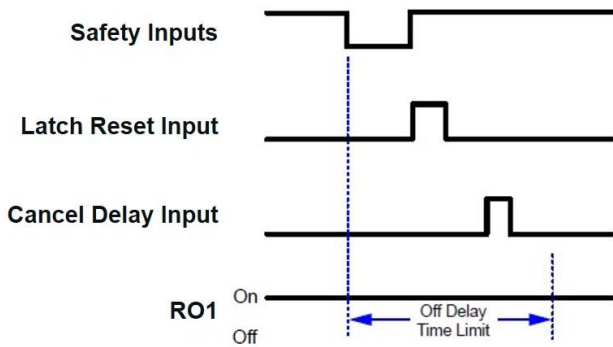 Safety Inputs
Latch Reset Input
Cancel Delay Input
RO1
On
Off
Off Delay
Time Limit